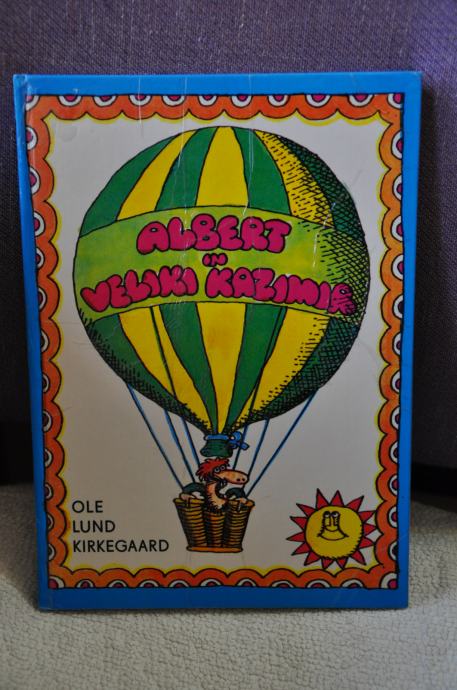 ALBERT
IN
VELIKI KAZIMIR
OLE
LUND
KIRKEGAARD